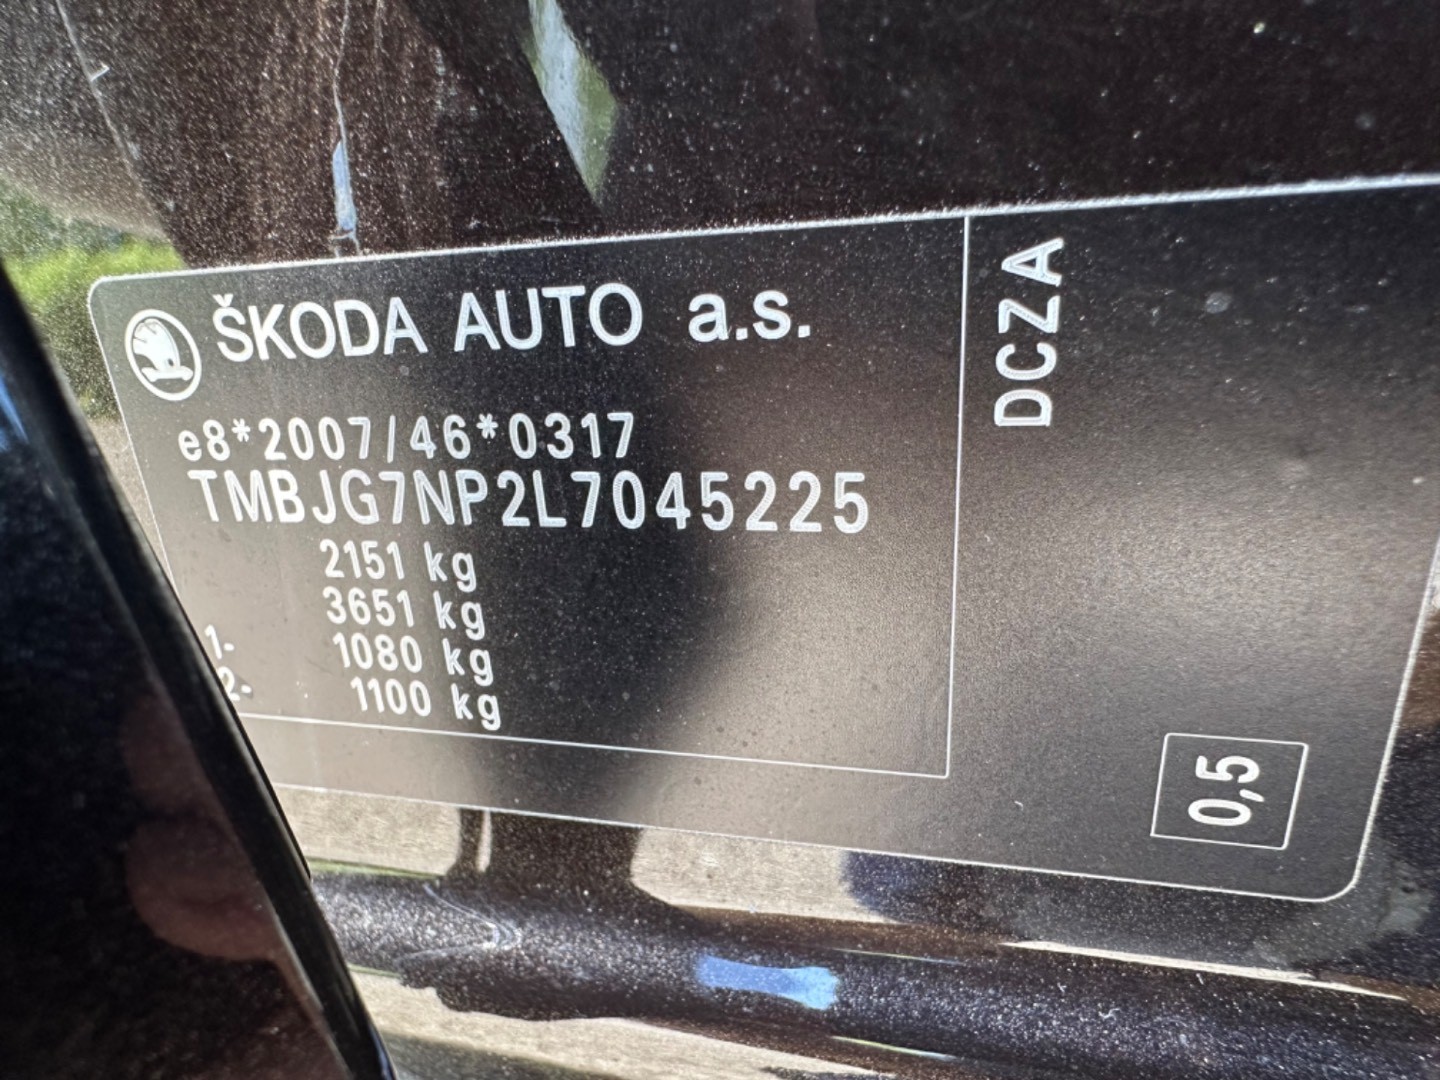 ŠKODA AUTO a.s.
e8*2007/46*0317
TMBJG7NP2L7045225
2151 kg
3651 kg
1- 1080 kg
2- 1100 kg
DCZA
0,5